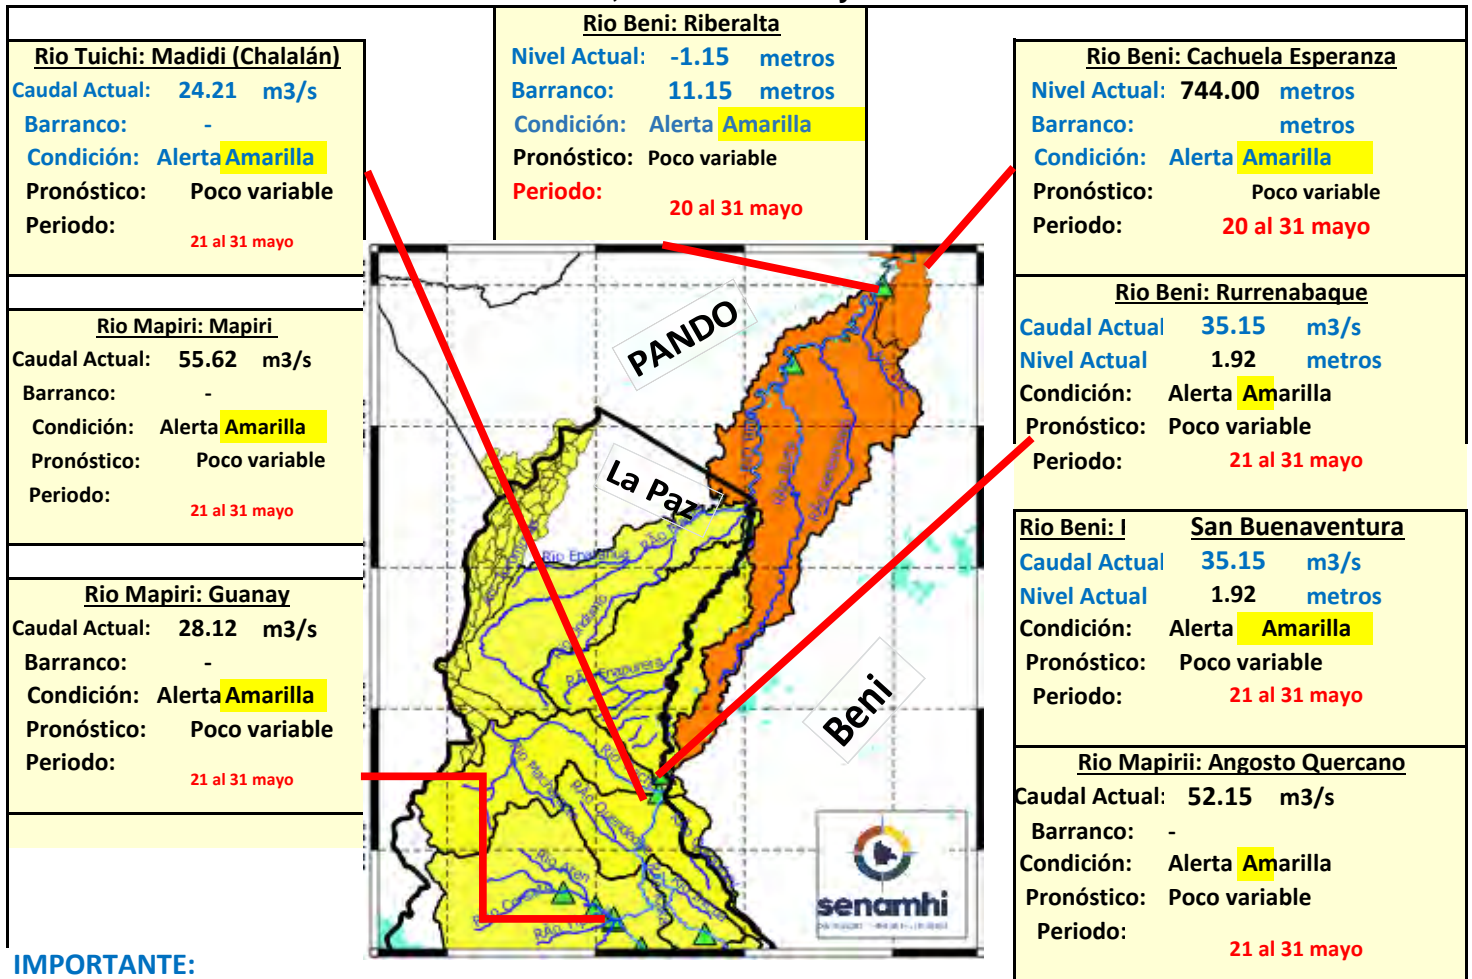 Rio Tuichi: Madidi (Chalalán)
Caudal Actual: 24.21 m3/s
Barranco: -
Condición: Alerta Amarilla
Pronóstico: Poco variable
Periodo:
21 al 31 mayo
Rio Mapiri: Mapiri
Caudal Actual: 55.62 m3/s
Barranco: -
Condición: Alerta Amarilla
Pronóstico: Poco variable
Periodo:
21 al 31 mayo
Rio Mapiri: Guanay
Caudal Actual: 28.12 m3/s
Barranco: -
Condición: Alerta Amarilla
Pronóstico: Poco variable
Periodo:
21 al 31 mayo
Rio Beni: Riberalta
Nivel Actual: -1.15 metros
Barranco: 11.15 metros
Condición: Alerta Amarilla
Pronóstico: Poco variable
Periodo:
20 al 31 mayo
PANDO
La Paz
Beni
senamhi
Rio Beni: Cachuela Esperanza
Nivel Actual: 744.00 metros
Barranco: metros
Condición: Alerta Amarilla
Pronóstico: Poco variable
Periodo: 20 al 31 mayo
Rio Beni: Rurrenabaque
Caudal Actual 35.15 m3/s
Nivel Actual 1.92 metros
Condición: Alerta Amarilla
Pronóstico: Poco variable
Periodo: 21 al 31 mayo
Rio Beni: San Buenaventura
Caudal Actual 35.15 m3/s
Nivel Actual 1.92 metros
Condición: Alerta Amarilla
Pronóstico: Poco variable
Periodo: 21 al 31 mayo
Rio Mapirii: Angosto Quercano
Caudal Actual: 52.15 m3/s
Barranco: -
Condición: Alerta Amarilla
Pronóstico: Poco variable
Periodo:
21 al 31 mayo
IMPORTANTE: